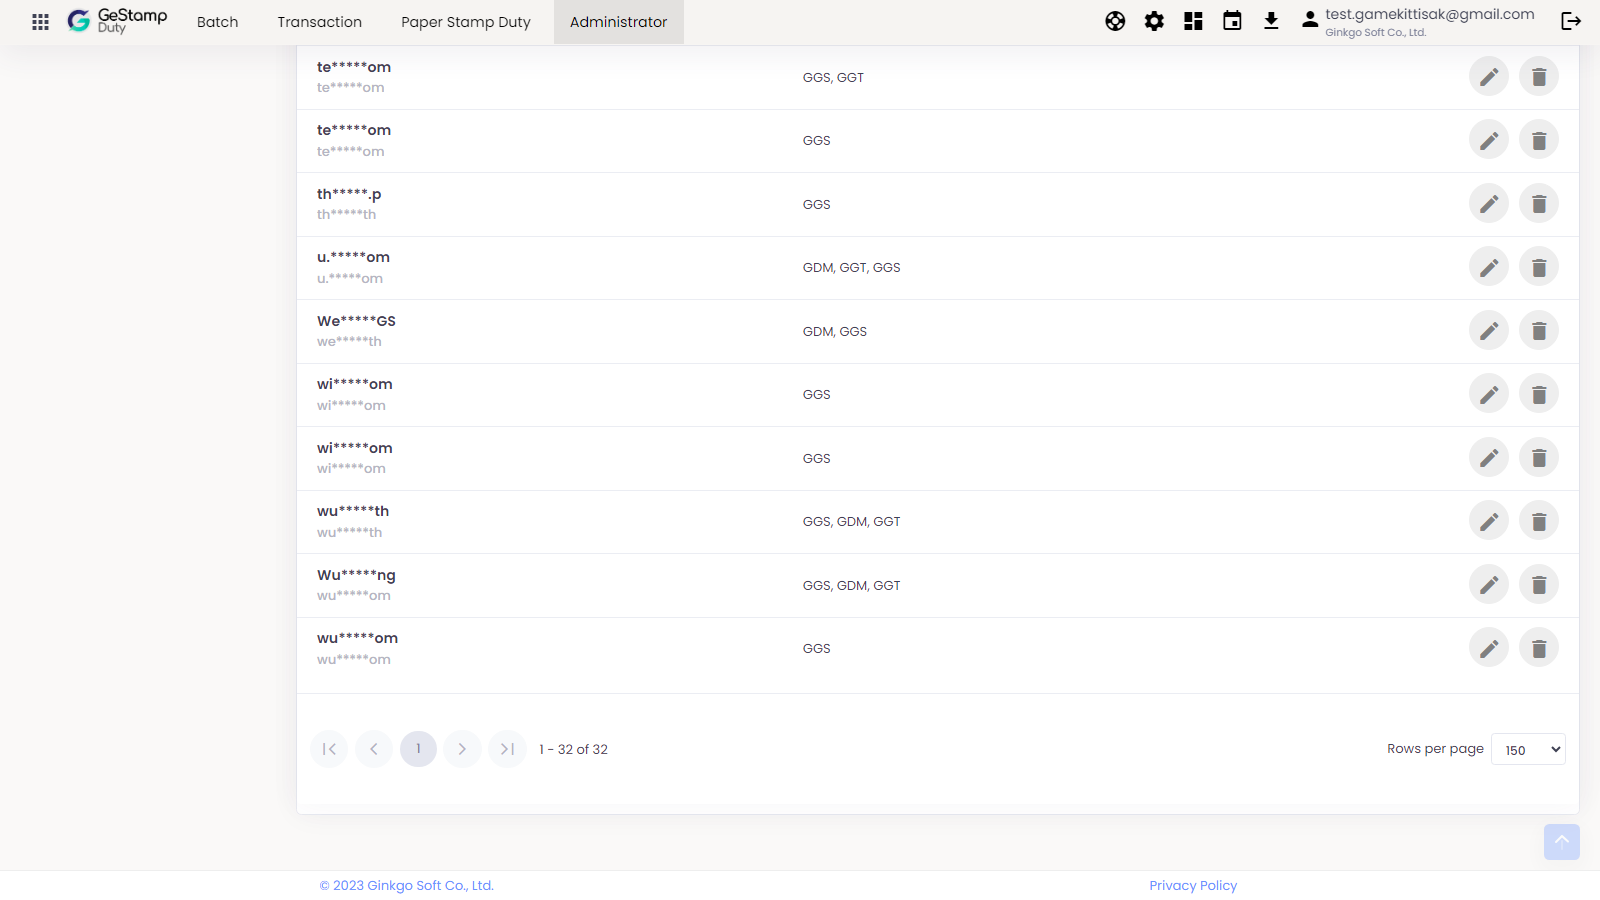 GeStamp
Duty
Batch
Transaction
Paper Stamp Duty
Administrator
test.gamekittisak@gmail.com
Ginkgo Soft Co., Ltd.
te*****om
te*****om
GGS, GGT
te*****om
te*****om
GGS
th*****.p
th*****th
GGS
u.*****om
u.*****om
GDM, GGT, GGS
We*****GS
we*****th
GDM, GGS
wi*****om
wi*****om
GGS
wi*****om
wi*****om
GGS
wu*****th
wu*****th
GGS, GDM, GGT
Wu*****ng
wu*****om
GGS, GDM, GGT
wu*****om
wu*****om
GGS
1
1 - 32 of 32
Rows per page
150
© 2023 Ginkgo Soft Co., Ltd.
Privacy Policy